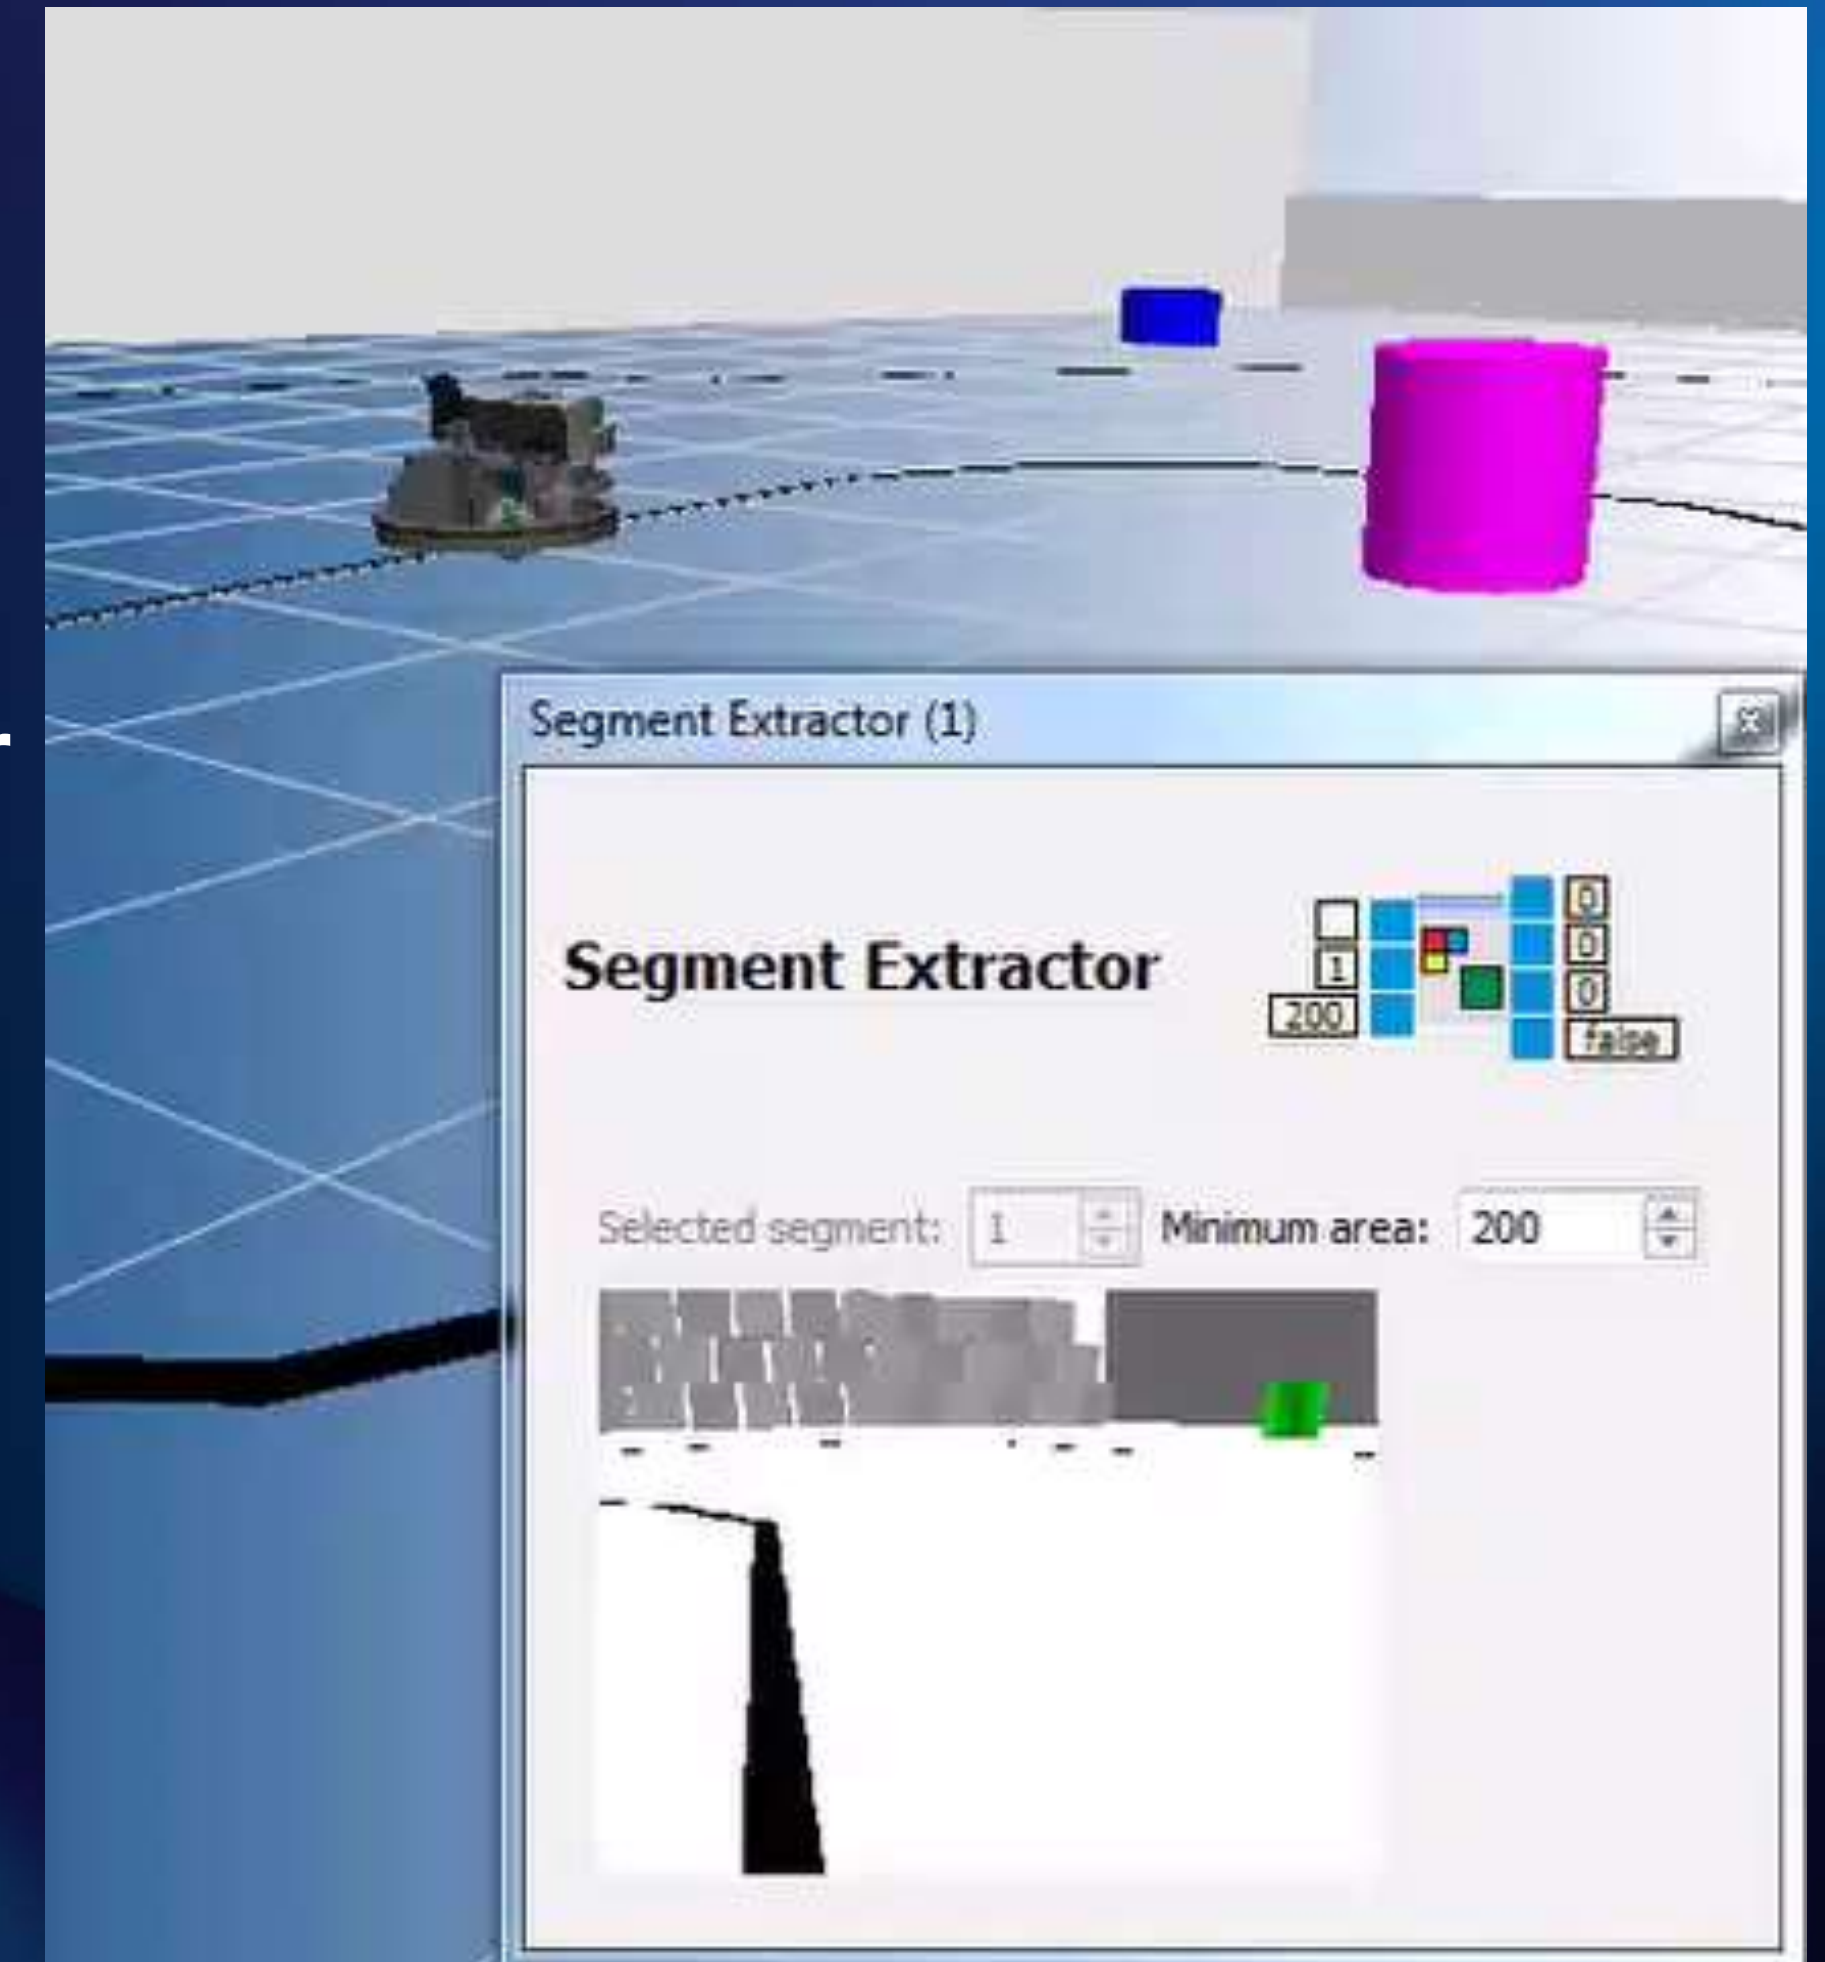 Segment Extractor (1)
Segment Extractor
0
0
1
0
200
false
Selected segment: 1 Minimum area: 200